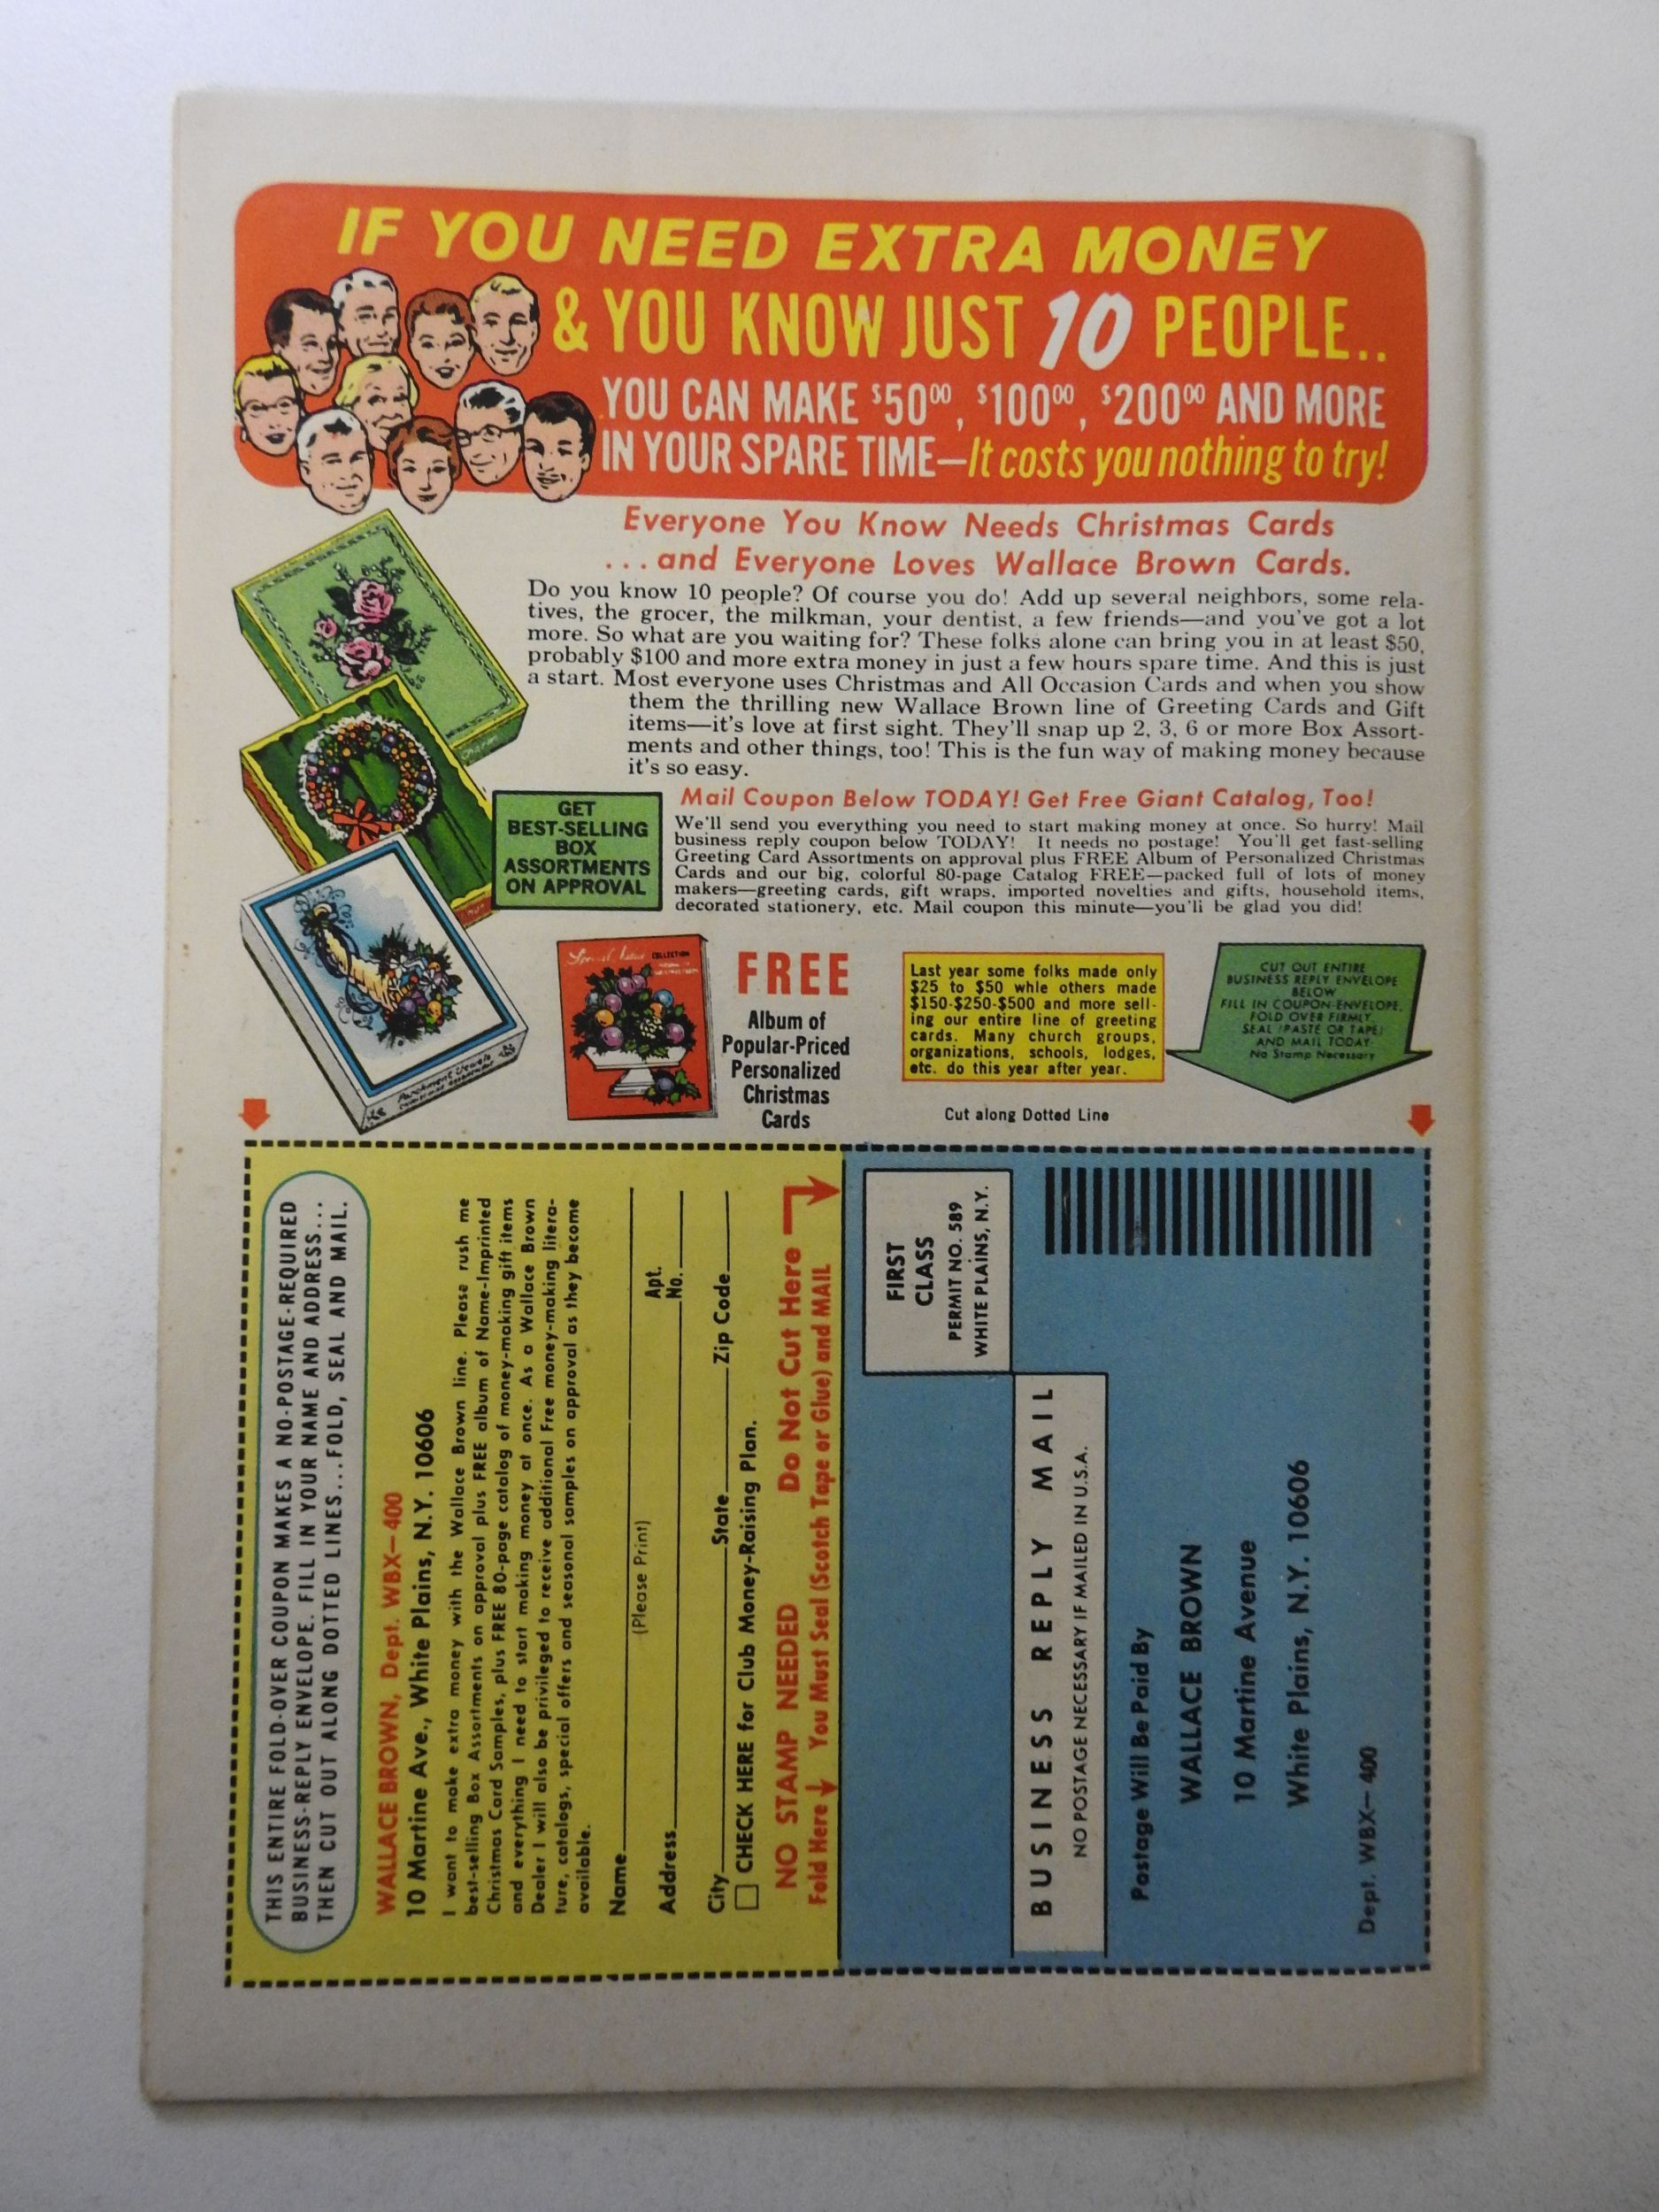 IF YOU NEED EXTRA MONEY
& YOU KNOW JUST 10 PEOPLE..
YOU CAN MAKE $50⁰⁰, $100⁰⁰, $200⁰⁰ AND MORE
IN YOUR SPARE TIME—It costs you nothing to try!
Everyone You Know Needs Christmas Cards
...and Everyone Loves Wallace Brown Cards.
Do you know 10 people? Of course you do! Add up several neighbors, some rela-
tives, the grocer, the milkman, your dentist, a few friends—and you've got a lot
more. So what are you waiting for? These folks alone can bring you in at least $50,
probably $100 and more extra money in just a few hours spare time. And this is just
a start. Most everyone uses Christmas and All Occasion Cards and when you show
them the thrilling new Wallace Brown line of Greeting Cards and Gift
items—it's love at first sight. They'll snap up 2, 3, 6 or more Box Assort-
ments and other things, too! This is the fun way of making money because
it's so easy.
GET
BEST-SELLING
BOX
ASSORTMENTS
ON APPROVAL
Mail Coupon Below TODAY! Get Free Giant Catalog, Too!
We'll send you everything you need to start making money at once. So hurry! Mail
business reply coupon below TODAY! It needs no postage! You'll get fast-selling
Greeting Card Assortments on approval plus FREE Album of Personalized Christmas
Cards and our big, colorful 80-page Catalog FREE—packed full of lots of money
makers—greeting cards, gift wraps, imported novelties and gifts, household items,
decorated stationery, etc. Mail coupon this minute—you'll be glad you did!
COLLECTION
FREE
Album of
Popular-Priced
Personalized
Christmas
Cards
Last year some folks made only
$25 to $50 whle others made
$150-$250-$500 and more sell-
ing our entire line of greeting
cards. Many church groups,
organizations, schools, lodges,
etc. do this year after year.
CUT OUT ENTIRE
BUSINESS REPLY ENVELOPE
BELOW
FILL IN COUPON-ENVELOPE,
FOLD OVER FIRMLY,
SEAL (PASTE OR TAPE)
AND MAIL TODAY
No Stamp Necessary
Cut along Dotted Line
THIS ENTIRE FOLD-OVER COUPON MAKES A NO-POSTAGE-REQUIRED
BUSINESS-REPLY ENVELOPE. FILL IN YOUR NAME AND ADDRESS...
THEN CUT OUT ALONG DOTTED LINES...FOLD, SEAL AND MAIL.
WALLACE BROWN, Dept. WBX—400
10 Martine Ave., White Plains, N.Y. 10606
I want to make extra money with the Wallace Brown line. Please rush me
best-selling Box Assortments on approval plus FREE album of Name-Imprinted
Christmas Card Samples, plus FREE 80-page catalog of money-making gift items
and everything I need to start making money at once. As a Wallace Brown
Dealer I will also be privileged to receive additional Free money-making litera-
ture, catalogs, special offers and seasonal samples on approval as they become
available.
Name
(Please Print)
Address Apt. No.
City State Zip Code
CHECK HERE for Club Money-Raising Plan.
NO STAMP NEEDED Do Not Cut Here
Fold Here You Must Seal (Scotch Tape or Glue) and MAIL
FIRST
CLASS
PERMIT NO. 589
WHITE PLAINS, N.Y.
BUSINESS REPLY MAIL
NO POSTAGE NECESSARY IF MAILED IN U.S.A.
Postage Will Be Paid By
WALLACE BROWN
10 Martine Avenue
White Plains, N.Y. 10606
Dept. WBX—400